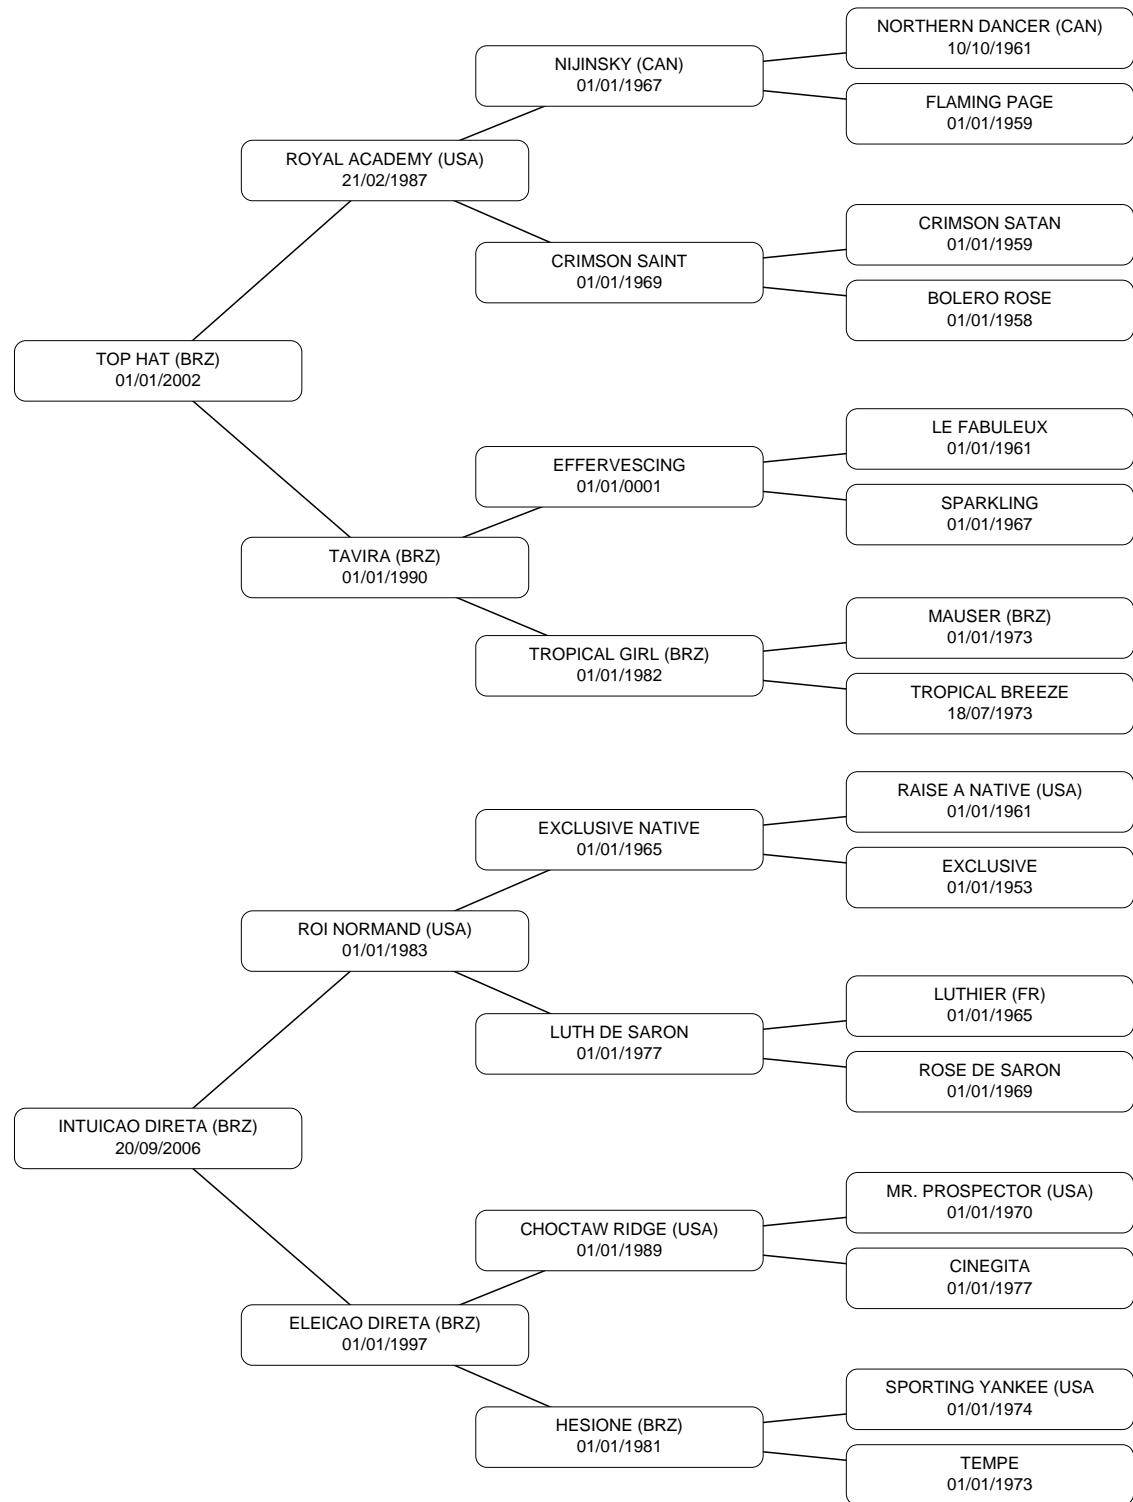 NORTHERN DANCER (CAN)
10/10/1961
NIJINSKY (CAN)
01/01/1967
FLAMING PAGE
01/01/1959
ROYAL ACADEMY (USA)
21/02/1987
CRIMSON SATAN
01/01/1959
CRIMSON SAINT
01/01/1969
BOLERO ROSE
01/01/1958
TOP HAT (BRZ)
01/01/2002
LE FABULEUX
01/01/1961
EFFERVESCING
01/01/0001
SPARKLING
01/01/1967
TAVIRA (BRZ)
01/01/1990
MAUSER (BRZ)
01/01/1973
TROPICAL GIRL (BRZ)
01/01/1982
TROPICAL BREEZE
18/07/1973
RAISE A NATIVE (USA)
01/01/1961
EXCLUSIVE NATIVE
01/01/1965
EXCLUSIVE
01/01/1953
ROI NORMAND (USA)
01/01/1983
LUTHIER (FR)
01/01/1965
LUTH DE SARON
01/01/1977
ROSE DE SARON
01/01/1969
INTUICAO DIRETA (BRZ)
20/09/2006
MR. PROSPECTOR (USA)
01/01/1970
CHOCTAW RIDGE (USA)
01/01/1989
CINEGITA
01/01/1977
ELEICAO DIRETA (BRZ)
01/01/1997
SPORTING YANKEE (USA
01/01/1974
HESIONE (BRZ)
01/01/1981
TEMPE
01/01/1973